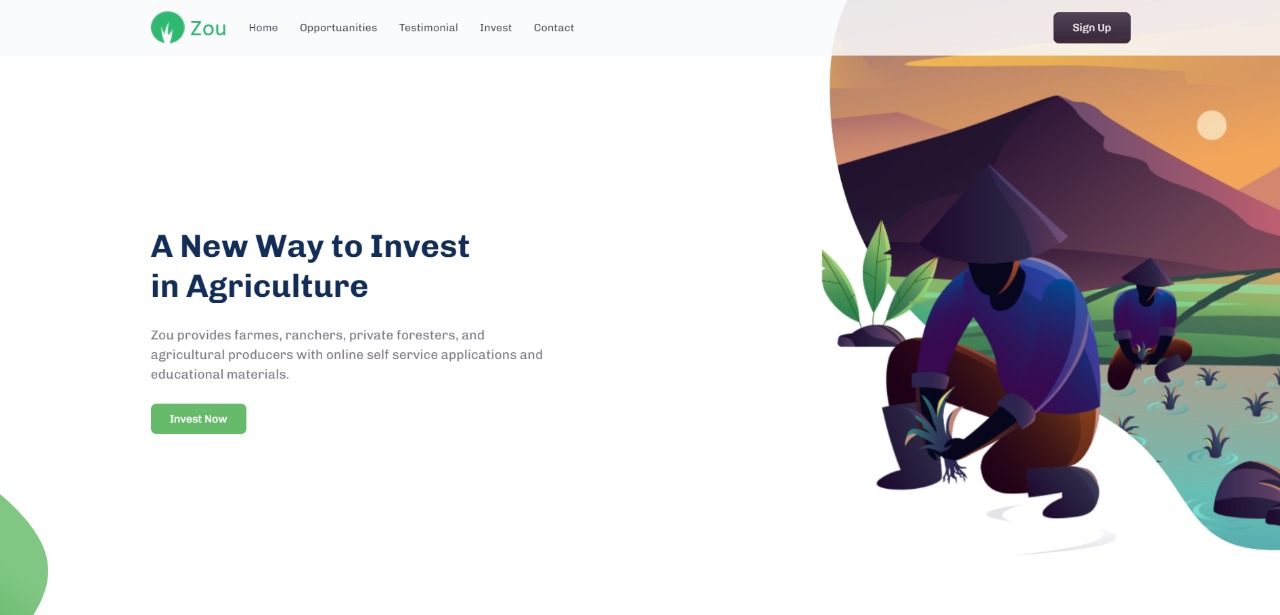 Zou
Home
Opportuanities
Testimonial
Invest
Contact
Sign Up
A New Way to Invest
in Agriculture
Zou provides farmes, ranchers, private foresters, and
agricultural producers with online self service applications and
educational materials.
Invest Now